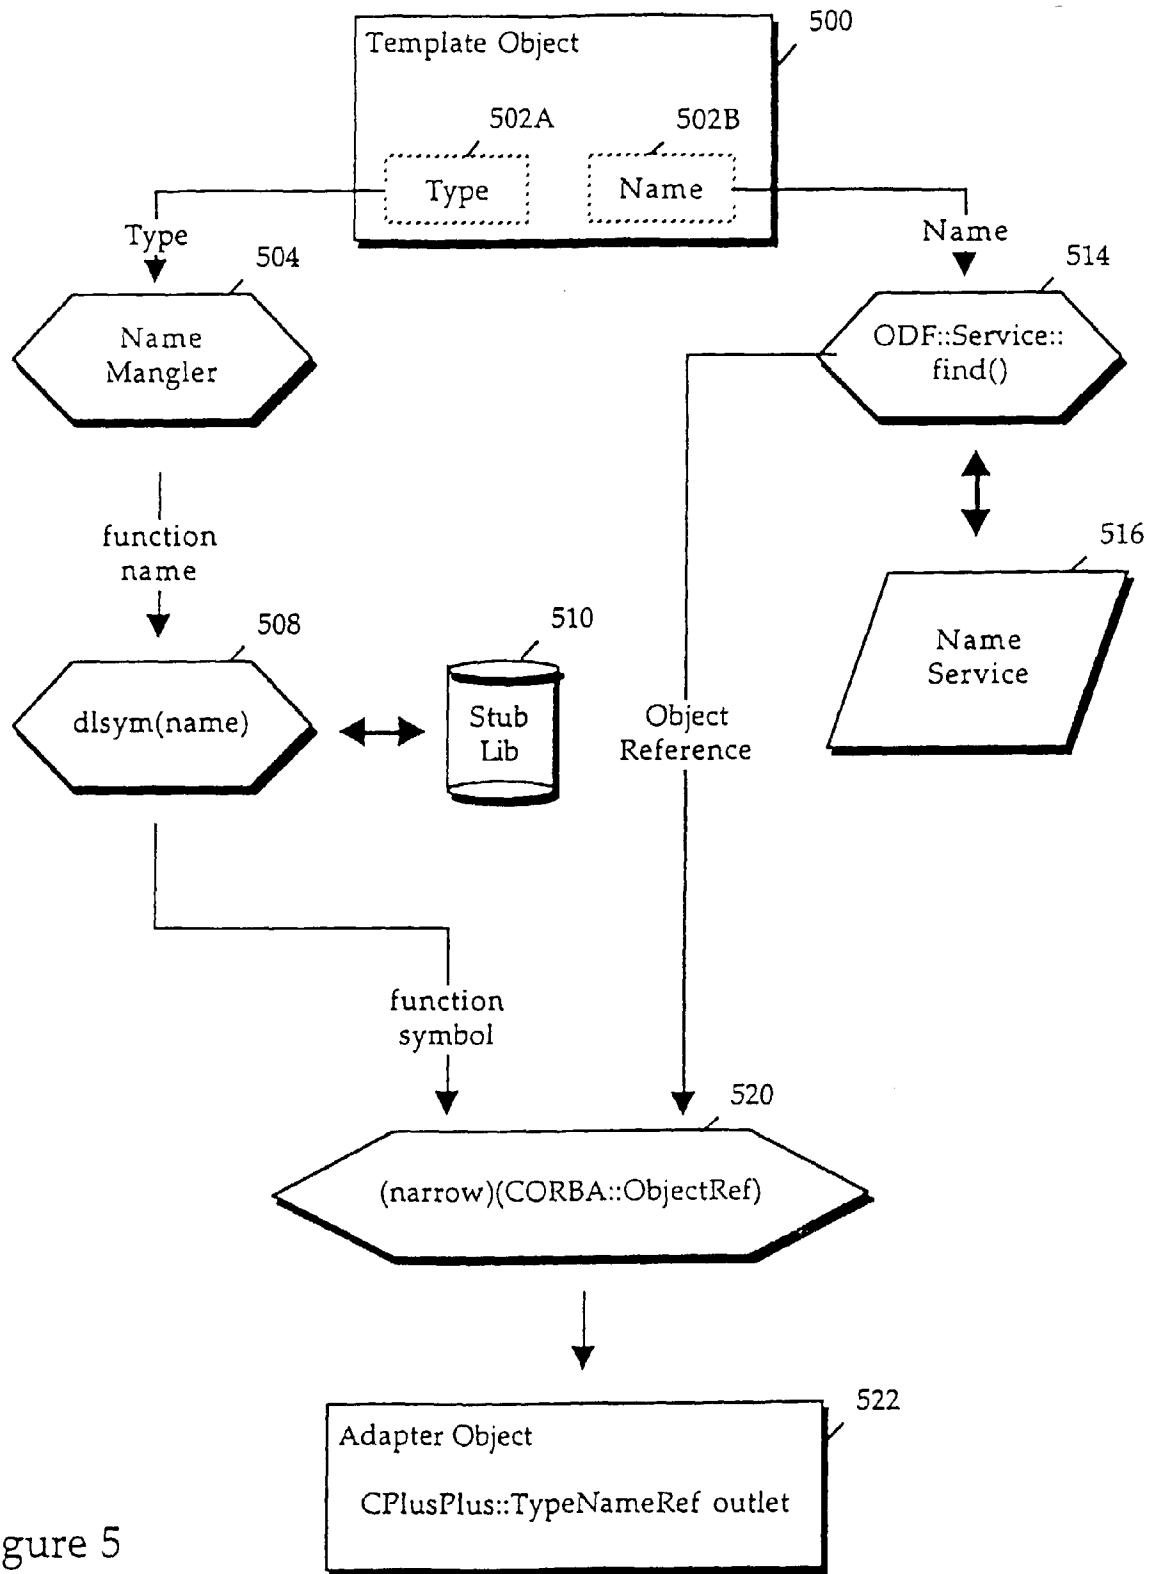 500
Template Object
502A
502B
Type
Name
Type
Name
504
514
Name
Mangler
ODF::Service::
find()
function
name
516
Name
Service
508
510
dlsym(name)
Stub
Lib
Object
Reference
function
symbol
520
(narrow)(CORBA::ObjectRef)
522
Adapter Object
CPlusPlus::TypeNameRef outlet
gure 5